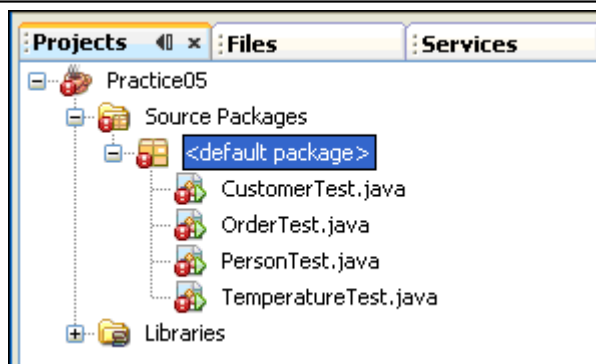 Projects Files Services
Practice05
Source Packages
<default package>
CustomerTest.java
OrderTest.java
PersonTest.java
TemperatureTest.java
Libraries